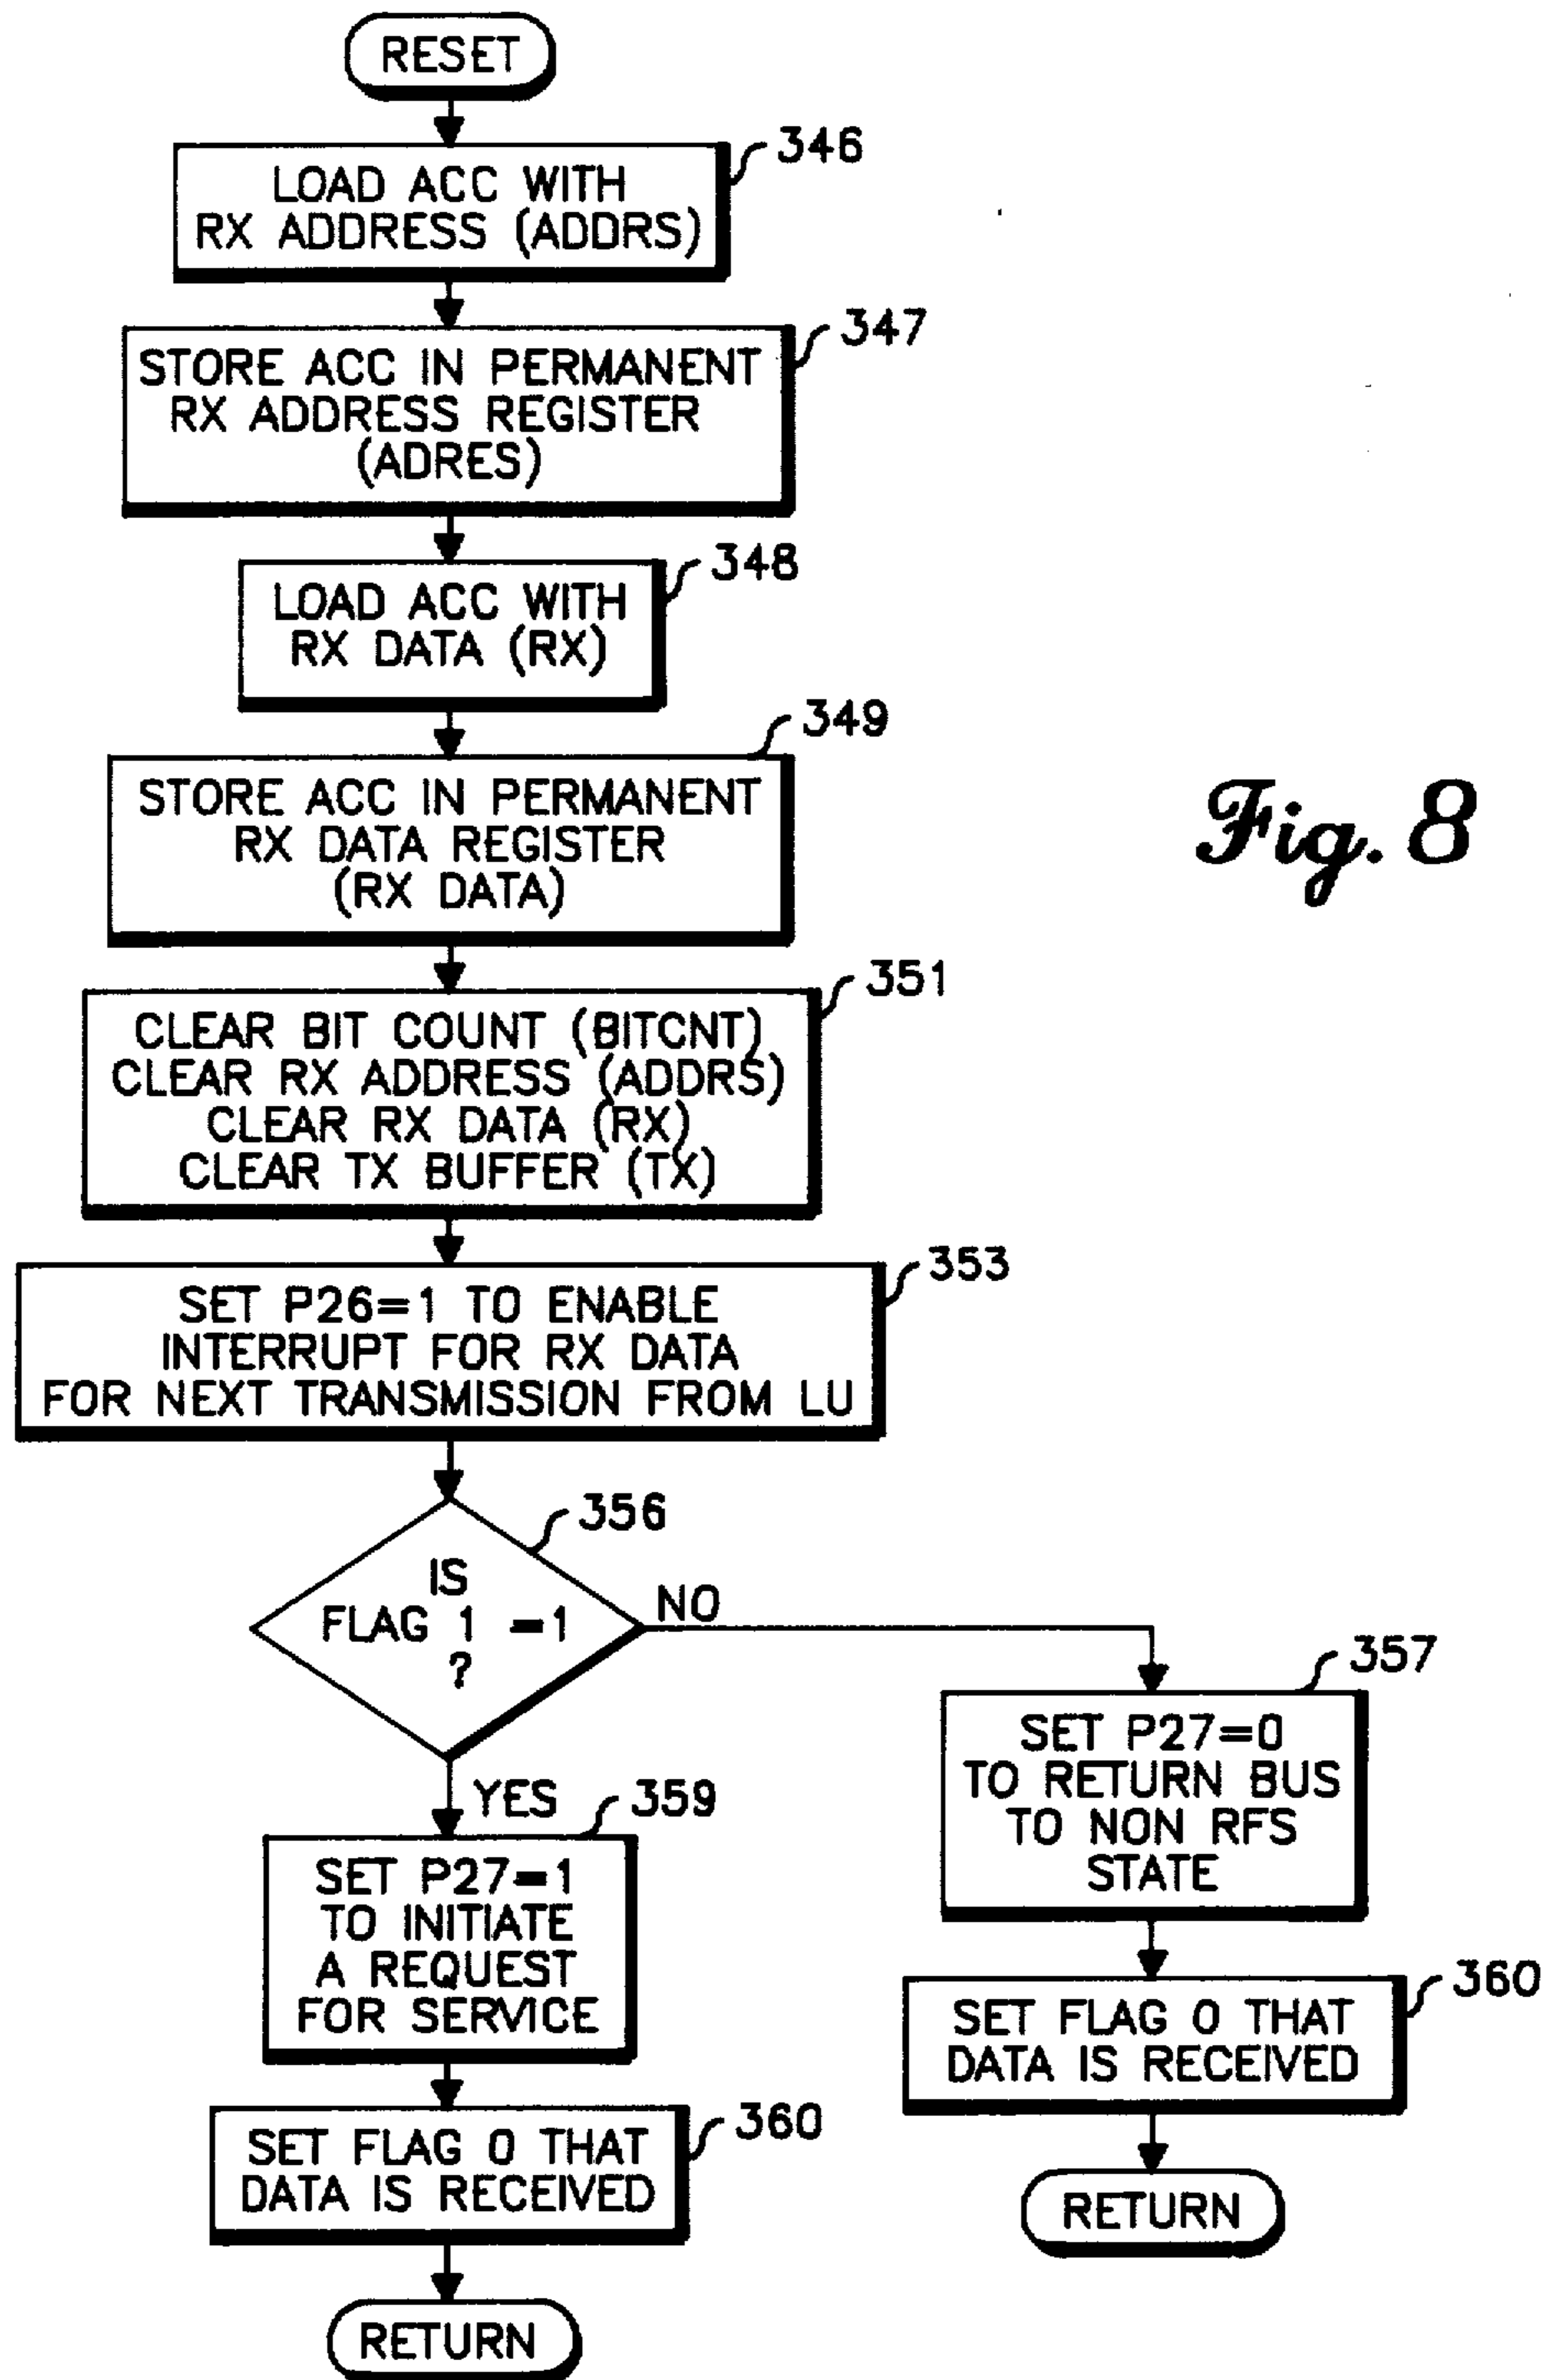 RESET
346
LOAD ACC WITH
RX ADDRESS (ADDRS)
347
STORE ACC IN PERMANENT
RX ADDRESS REGISTER
(ADRES)
348
LOAD ACC WITH
RX DATA (RX)
349
STORE ACC IN PERMANENT
RX DATA REGISTER
(RX DATA)
Fig. 8
351
CLEAR BIT COUNT (BITCNT)
CLEAR RX ADDRESS (ADDRS)
CLEAR RX DATA (RX)
CLEAR TX BUFFER (TX)
353
SET P26=1 TO ENABLE
INTERRUPT FOR RX DATA
FOR NEXT TRANSMISSION FROM LU
356
IS
FLAG 1 =1
?
NO
YES
357
SET P27=0
TO RETURN BUS
TO NON RFS
STATE
360
SET FLAG 0 THAT
DATA IS RECEIVED
RETURN
359
SET P27=1
TO INITIATE
A REQUEST
FOR SERVICE
360
SET FLAG 0 THAT
DATA IS RECEIVED
RETURN